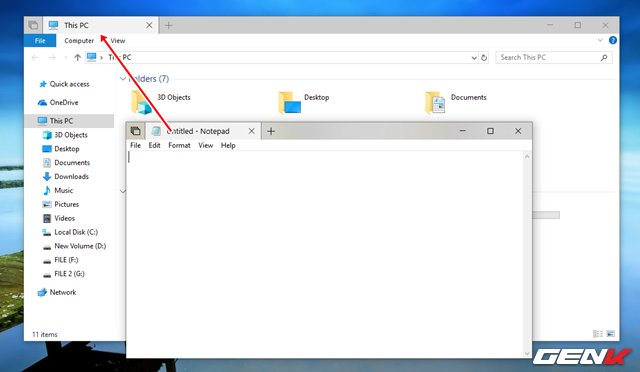 This PC
File Computer View
This PC
Search This PC
Quick access
OneDrive
This PC
3D Objects
Desktop
Documents
Downloads
Music
Pictures
Videos
Local Disk (C:)
New Volume (D:)
FILE (F:)
FILE 2 (G:)
Network
11 items
Folders (7)
3D Objects
Desktop
Documents
Untitled - Notepad
File Edit Format View Help
GENK